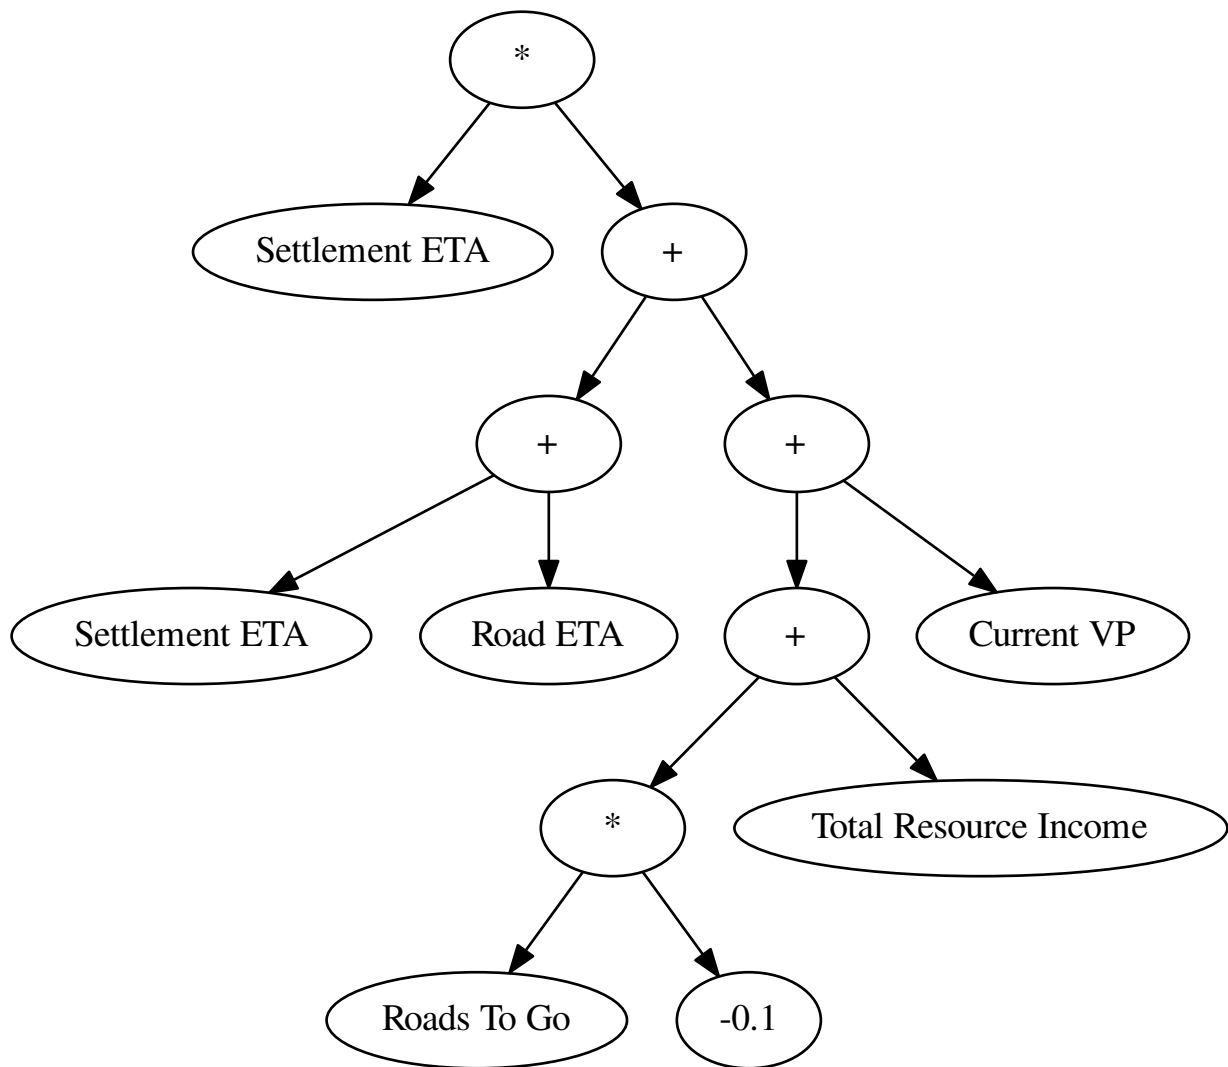 *
Settlement ETA
+
+
+
Settlement ETA
Road ETA
+
Current VP
*
Total Resource Income
Roads To Go
-0.1